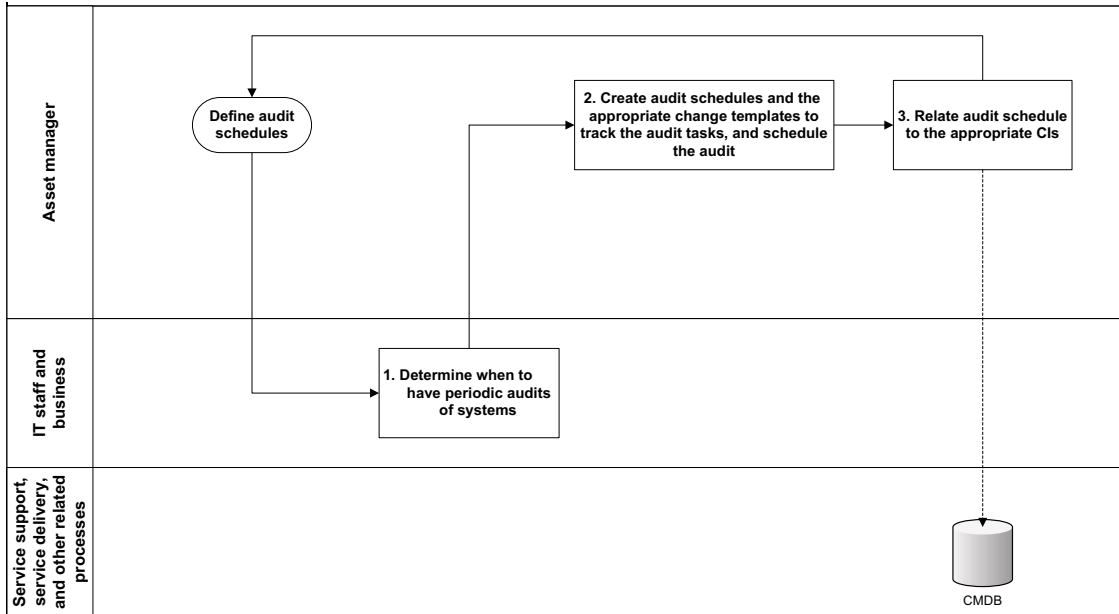 Asset manager
Define audit
schedules
2. Create audit schedules and the
appropriate change templates to
track the audit tasks, and schedule
the audit
3. Relate audit schedule
to the appropriate CIs
IT staff and
business
1. Determine when to
have periodic audits
of systems
Service support,
service delivery,
and other related
processes
CMDB